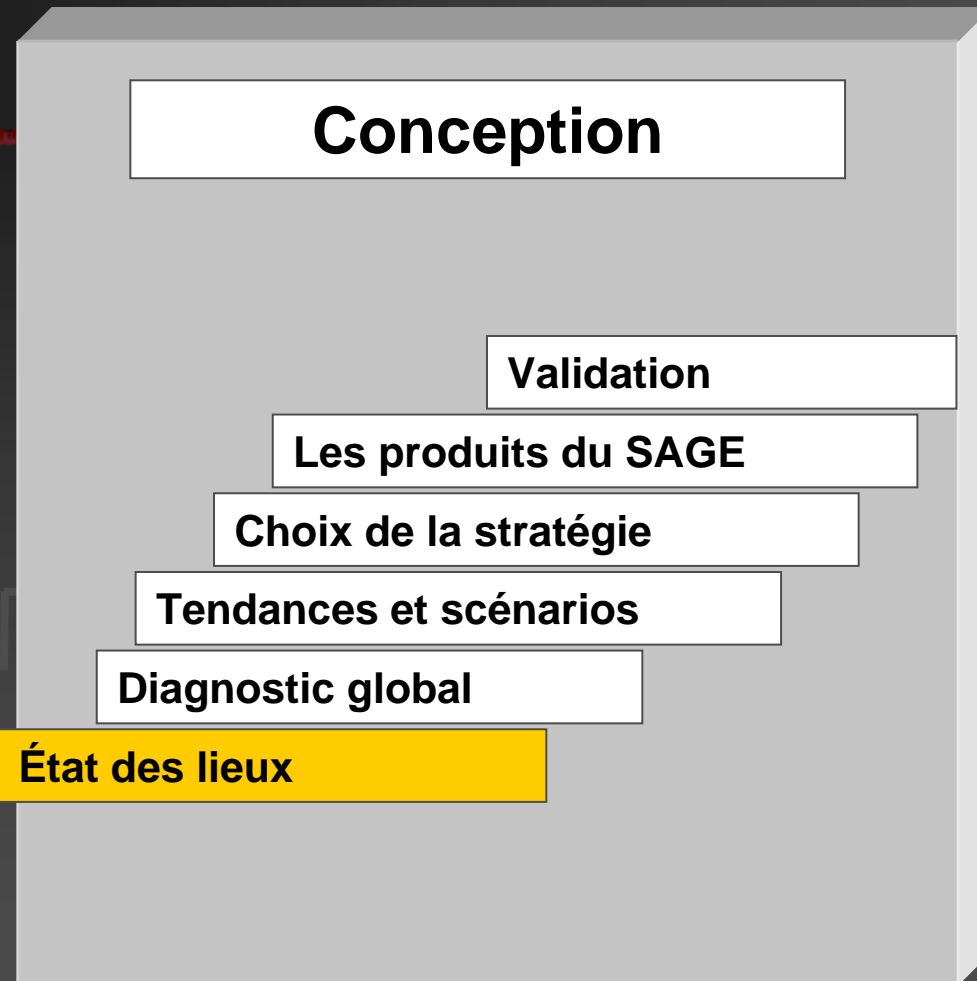 Conception
Validation
Les produits du SAGE
Choix de la stratégie
Tendances et scénarios
Diagnostic global
État des lieux